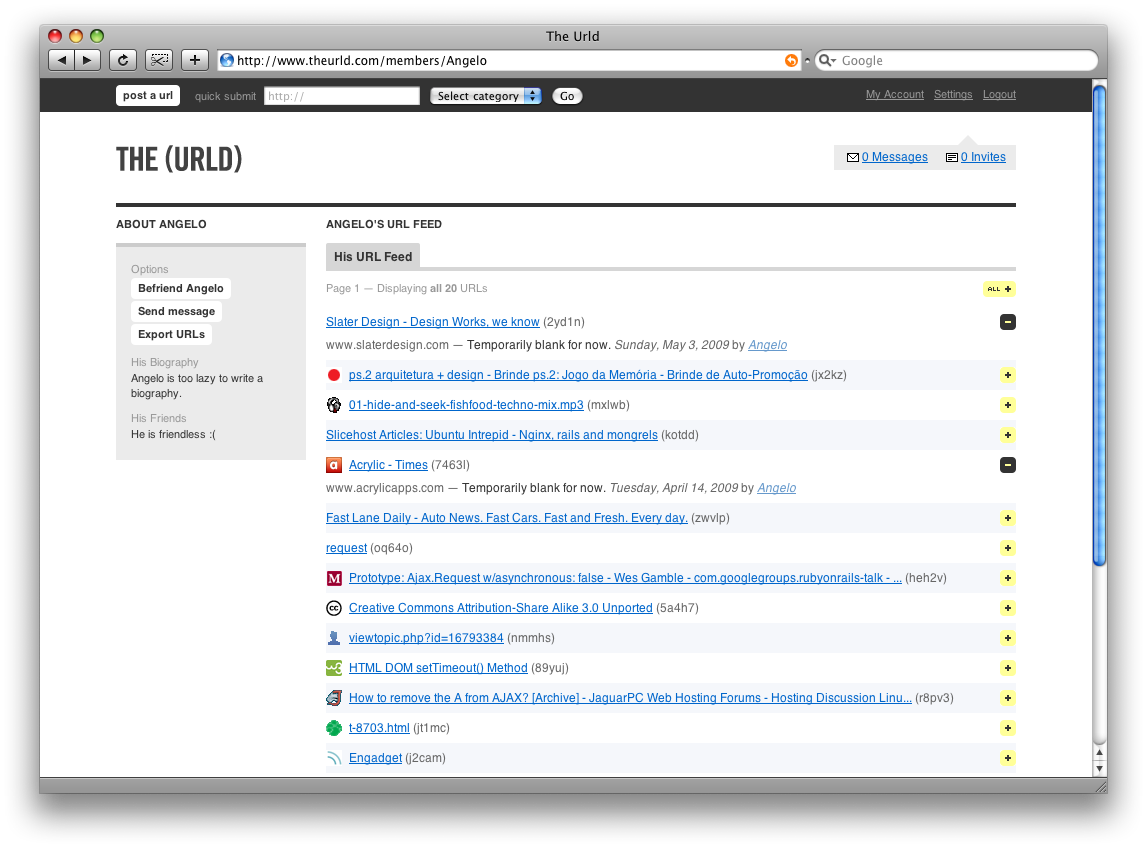 The Urld
http://www.theurld.com/members/Angelo
Google
post a url quick submit http:// Select category Go My Account Settings Logout
THE (URLD)
0 Messages 0 Invites
ABOUT ANGELO
Options
Befriend Angelo
Send message
Export URLs
His Biography
Angelo is too lazy to write a
biography.
His Friends
He is friendless :(
ANGELO'S URL FEED
His URL Feed
Page 1 — Displaying all 20 URLs ALL +
Slater Design - Design Works, we know (2yd1n)
www.slaterdesign.com — Temporarily blank for now. Sunday, May 3, 2009 by Angelo
ps.2 arquitetura + design - Brinde ps.2: Jogo da Memória - Brinde de Auto-Promoção (jx2kz)
01-hide-and-seek-fishfood-techno-mix.mp3 (mxlwb)
Slicehost Articles: Ubuntu Intrepid - Nginx, rails and mongrels (kotdd)
a Acrylic - Times (7463l)
www.acrylicapps.com — Temporarily blank for now. Tuesday, April 14, 2009 by Angelo
Fast Lane Daily - Auto News. Fast Cars. Fast and Fresh. Every day. (zwvlp)
request (oq64o)
M Prototype: Ajax.Request w/asynchronous: false - Wes Gamble - com.googlegroups.rubyonrails-talk - ... (heh2v)
cc Creative Commons Attribution-Share Alike 3.0 Unported (5a4h7)
viewtopic.php?id=16793384 (nmmhs)
w3 HTML DOM setTimeout() Method (89yuj)
How to remove the A from AJAX? [Archive] - JaguarPC Web Hosting Forums - Hosting Discussion Linu... (r8pv3)
t-8703.html (jt1mc)
Engadget (j2cam)